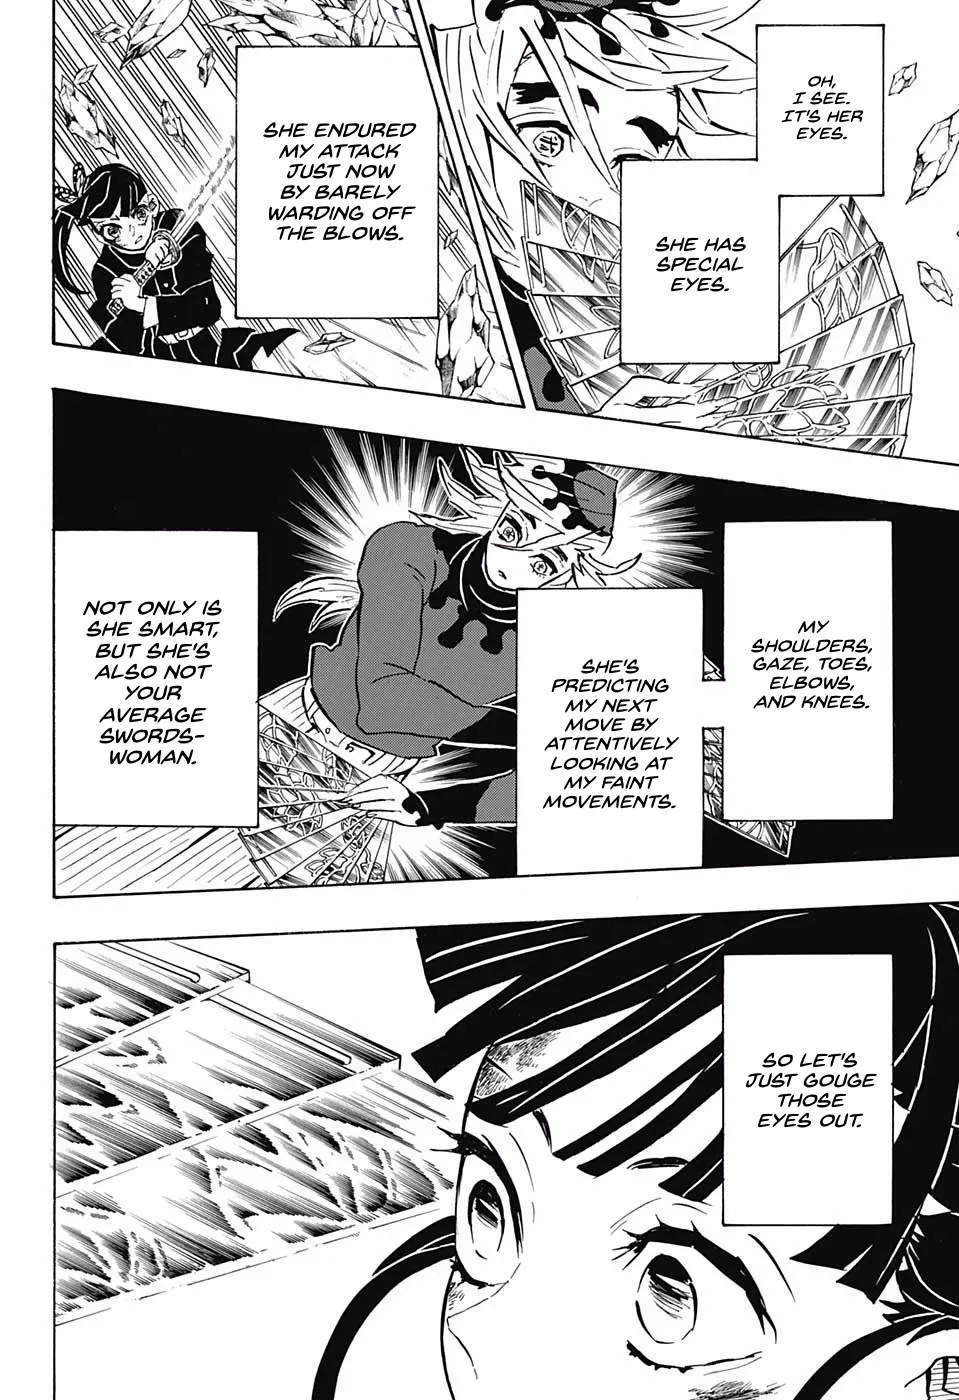 OH,
I SEE.
IT'S HER
EYES.
SHE HAS
SPECIAL
EYES.
SHE ENDURED
MY ATTACK
JUST NOW
BY BARELY
WARDING OFF
THE BLOWS.
MY
SHOULDERS,
GAZE, TOES,
ELBOWS,
AND KNEES.
SHE'S
PREDICTING
MY NEXT
MOVE BY
ATTENTIVELY
LOOKING AT
MY FAINT
MOVEMENTS.
NOT ONLY IS
SHE SMART,
BUT SHE'S
ALSO NOT
YOUR
AVERAGE
SWORDS-
WOMAN.
SO LET'S
JUST GOUGE
THOSE
EYES OUT.